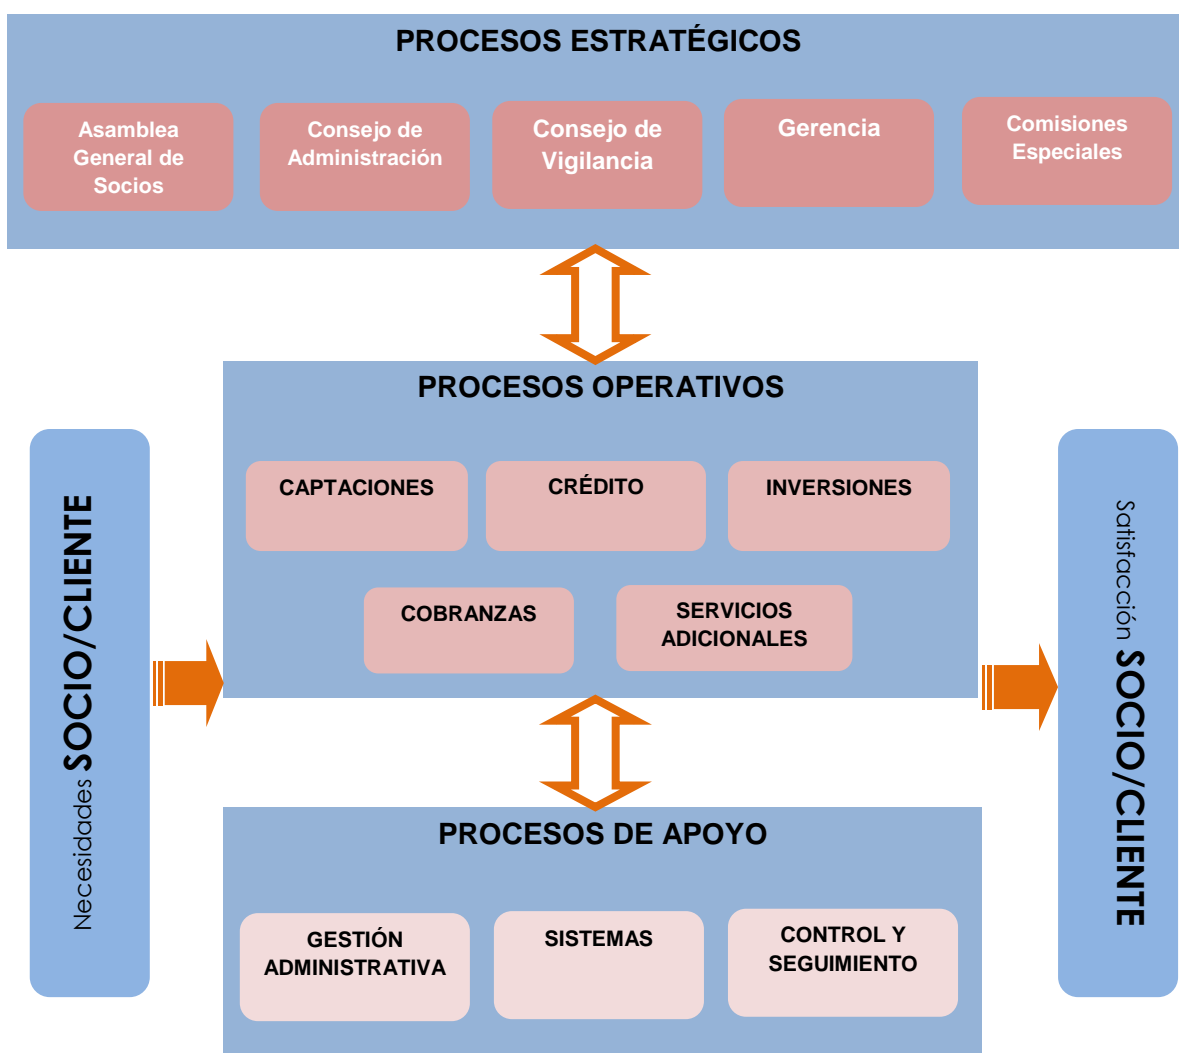 PROCESOS ESTRATÉGICOS
Asamblea
General de
Socios
Consejo de
Administración
Consejo de
Vigilancia
Gerencia
Comisiones
Especiales
PROCESOS OPERATIVOS
CAPTACIONES
CRÉDITO
INVERSIONES
COBRANZAS
SERVICIOS
ADICIONALES
Necesidades SOCIO/CLIENTE
Satisfacción SOCIO/CLIENTE
PROCESOS DE APOYO
GESTIÓN
ADMINISTRATIVA
SISTEMAS
CONTROL Y
SEGUIMIENTO